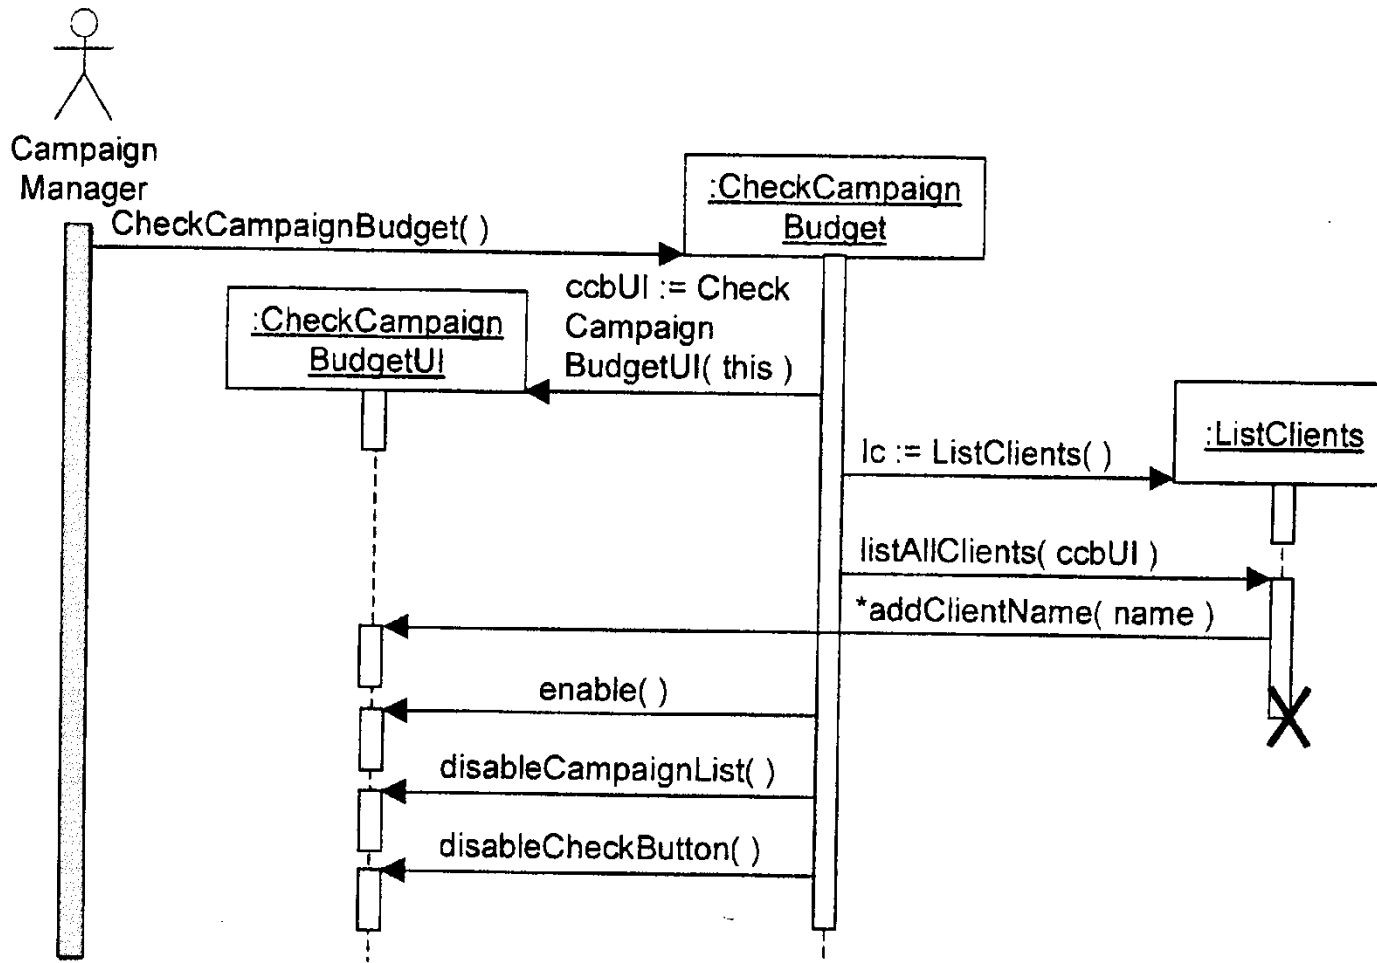 Campaign
Manager
CheckCampaignBudget( )
:CheckCampaign
Budget
ccbUI := Check
Campaign
BudgetUI( this )
:CheckCampaign
BudgetUI
lc := ListClients( )
:ListClients
listAllClients( ccbUI )
*addClientName( name )
enable( )
disableCampaignList( )
disableCheckButton( )